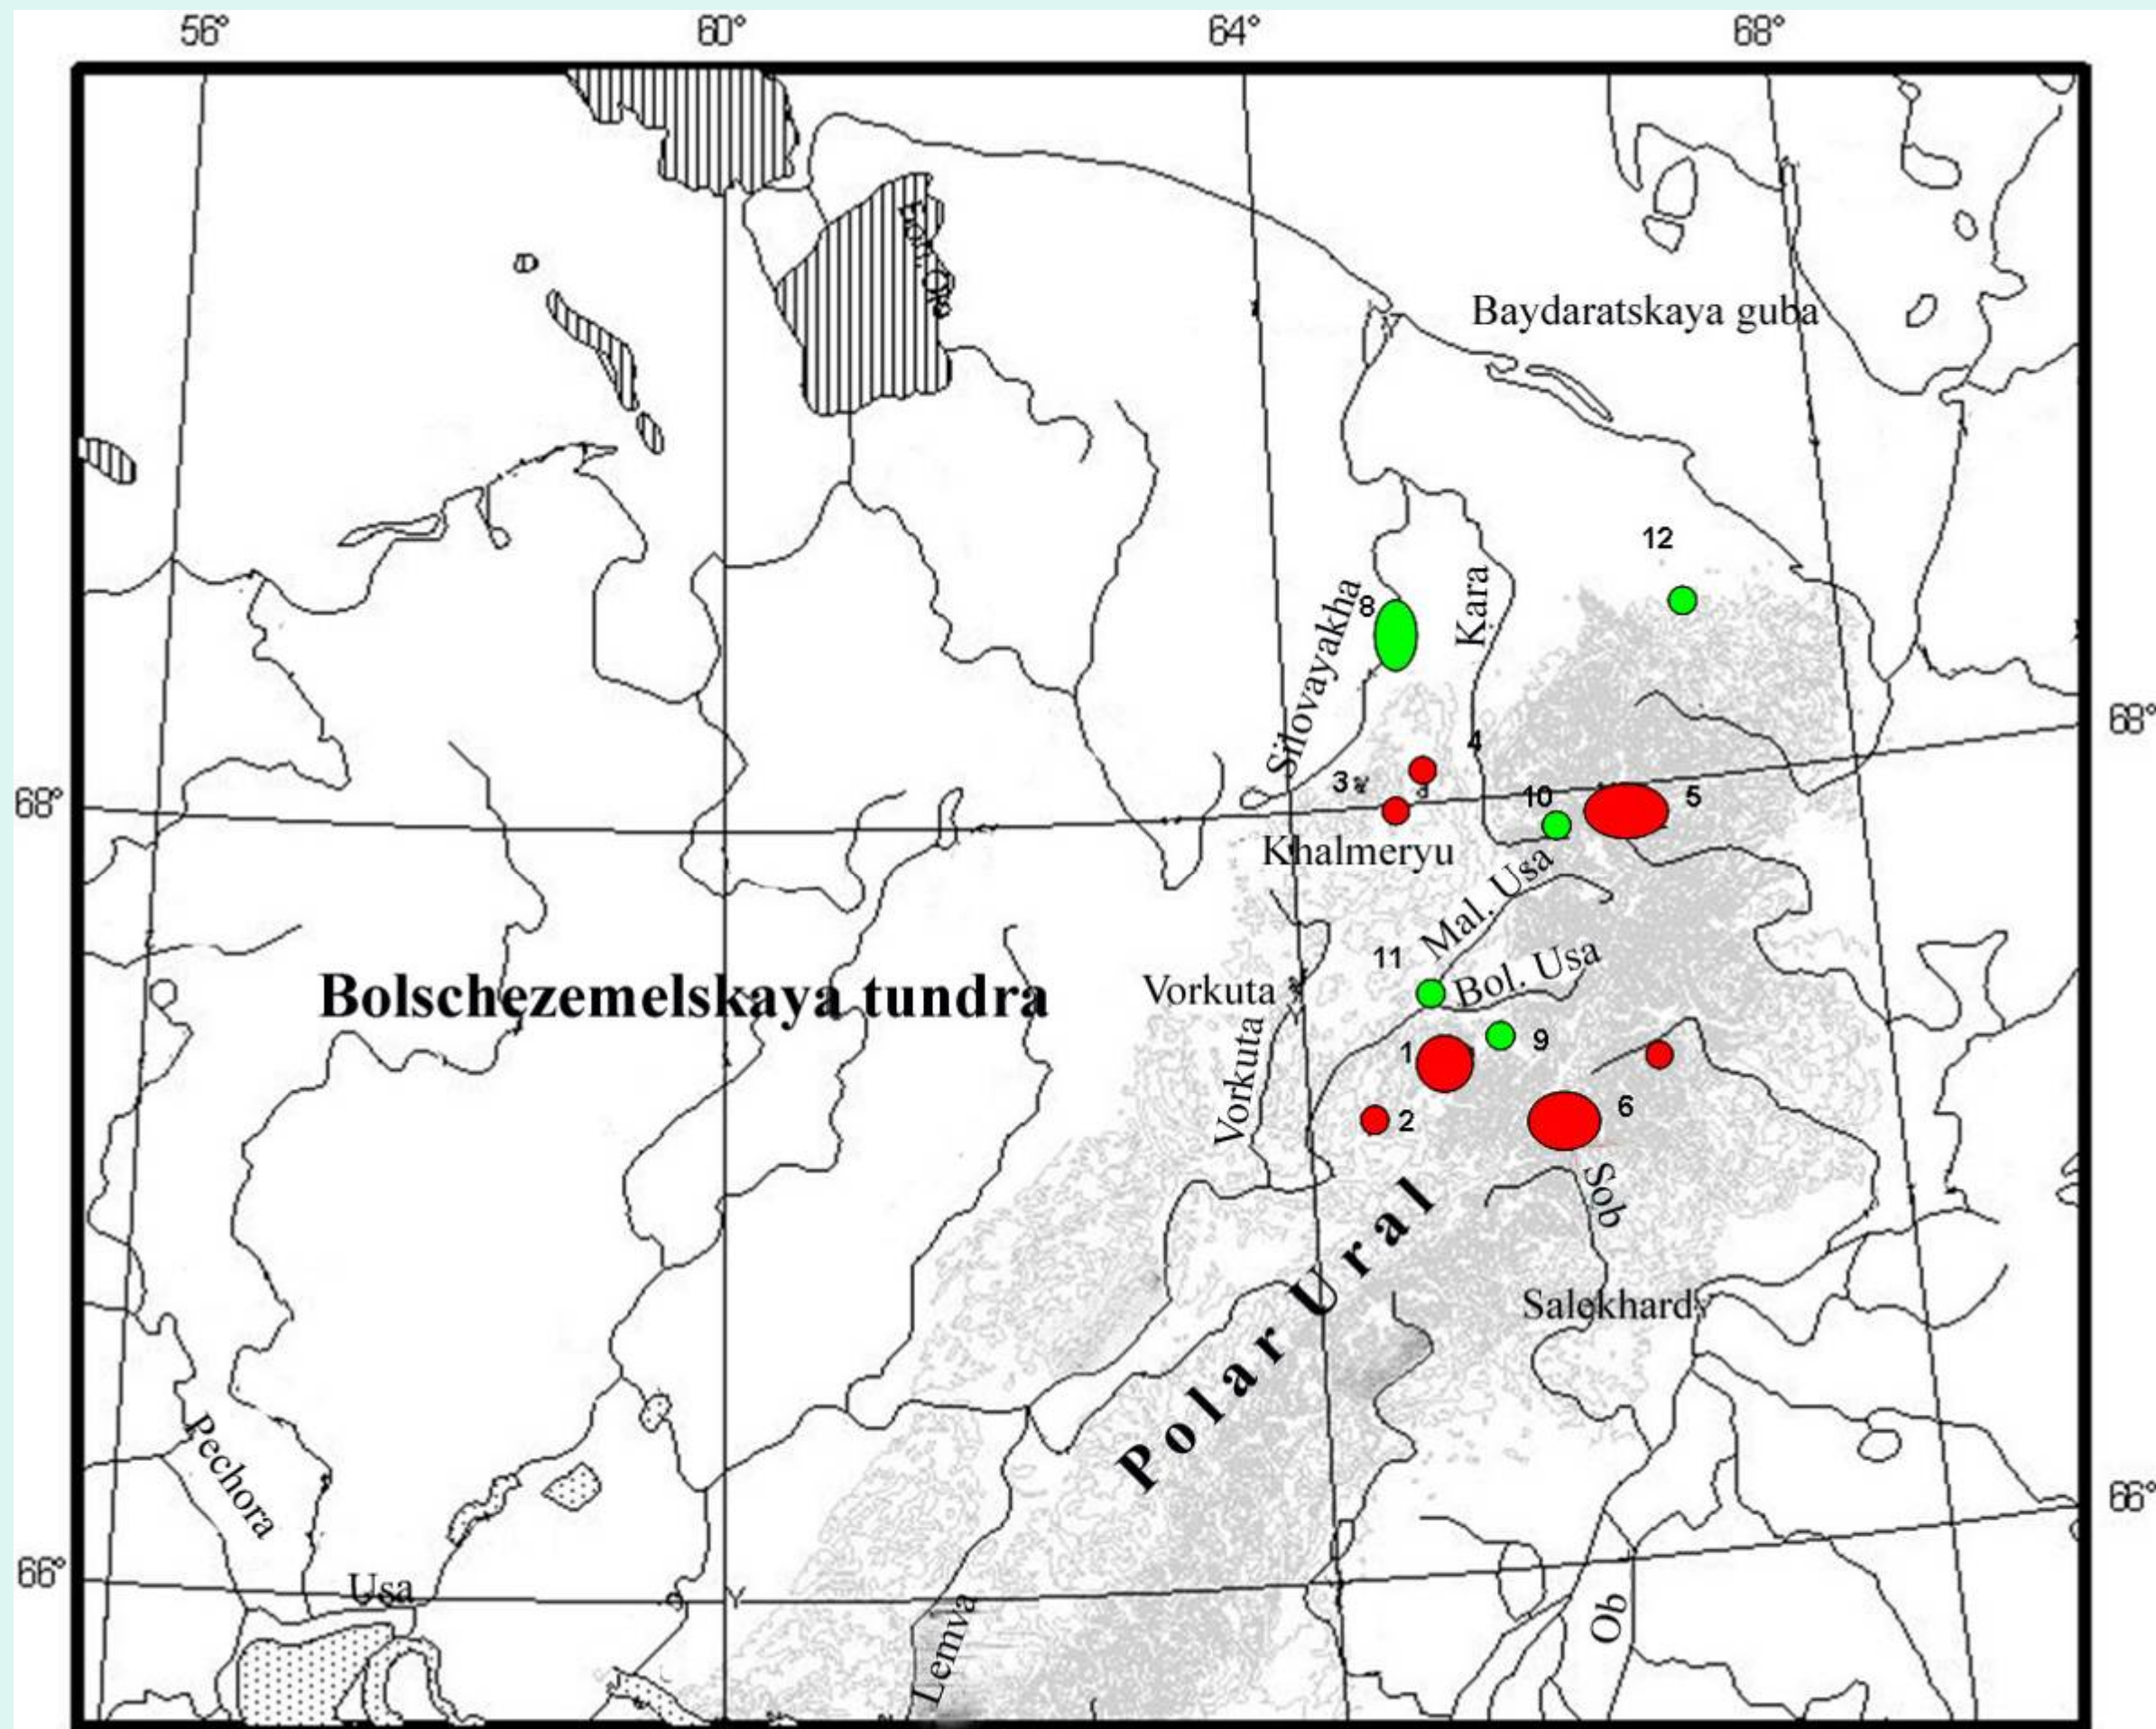 56° 60° 64° 68°
Baydaratskaya guba
12
8
Silovayakha
Kara
68°
4
3
10
5
68°
Khalmeryu
Mal. Usa
11
Bol. Usa
Vorkuta
Bolschezemelskaya tundra
9
1
Vorkuta
2
6
Sob
Polar Ural
Salekhard
Pechora
66°
66°
Usa
Lemva
Ob